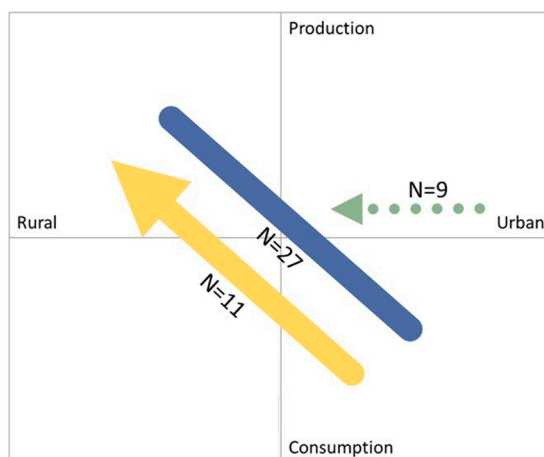 Production
N=9
Rural
Urban
N=27
N=11
Consumption